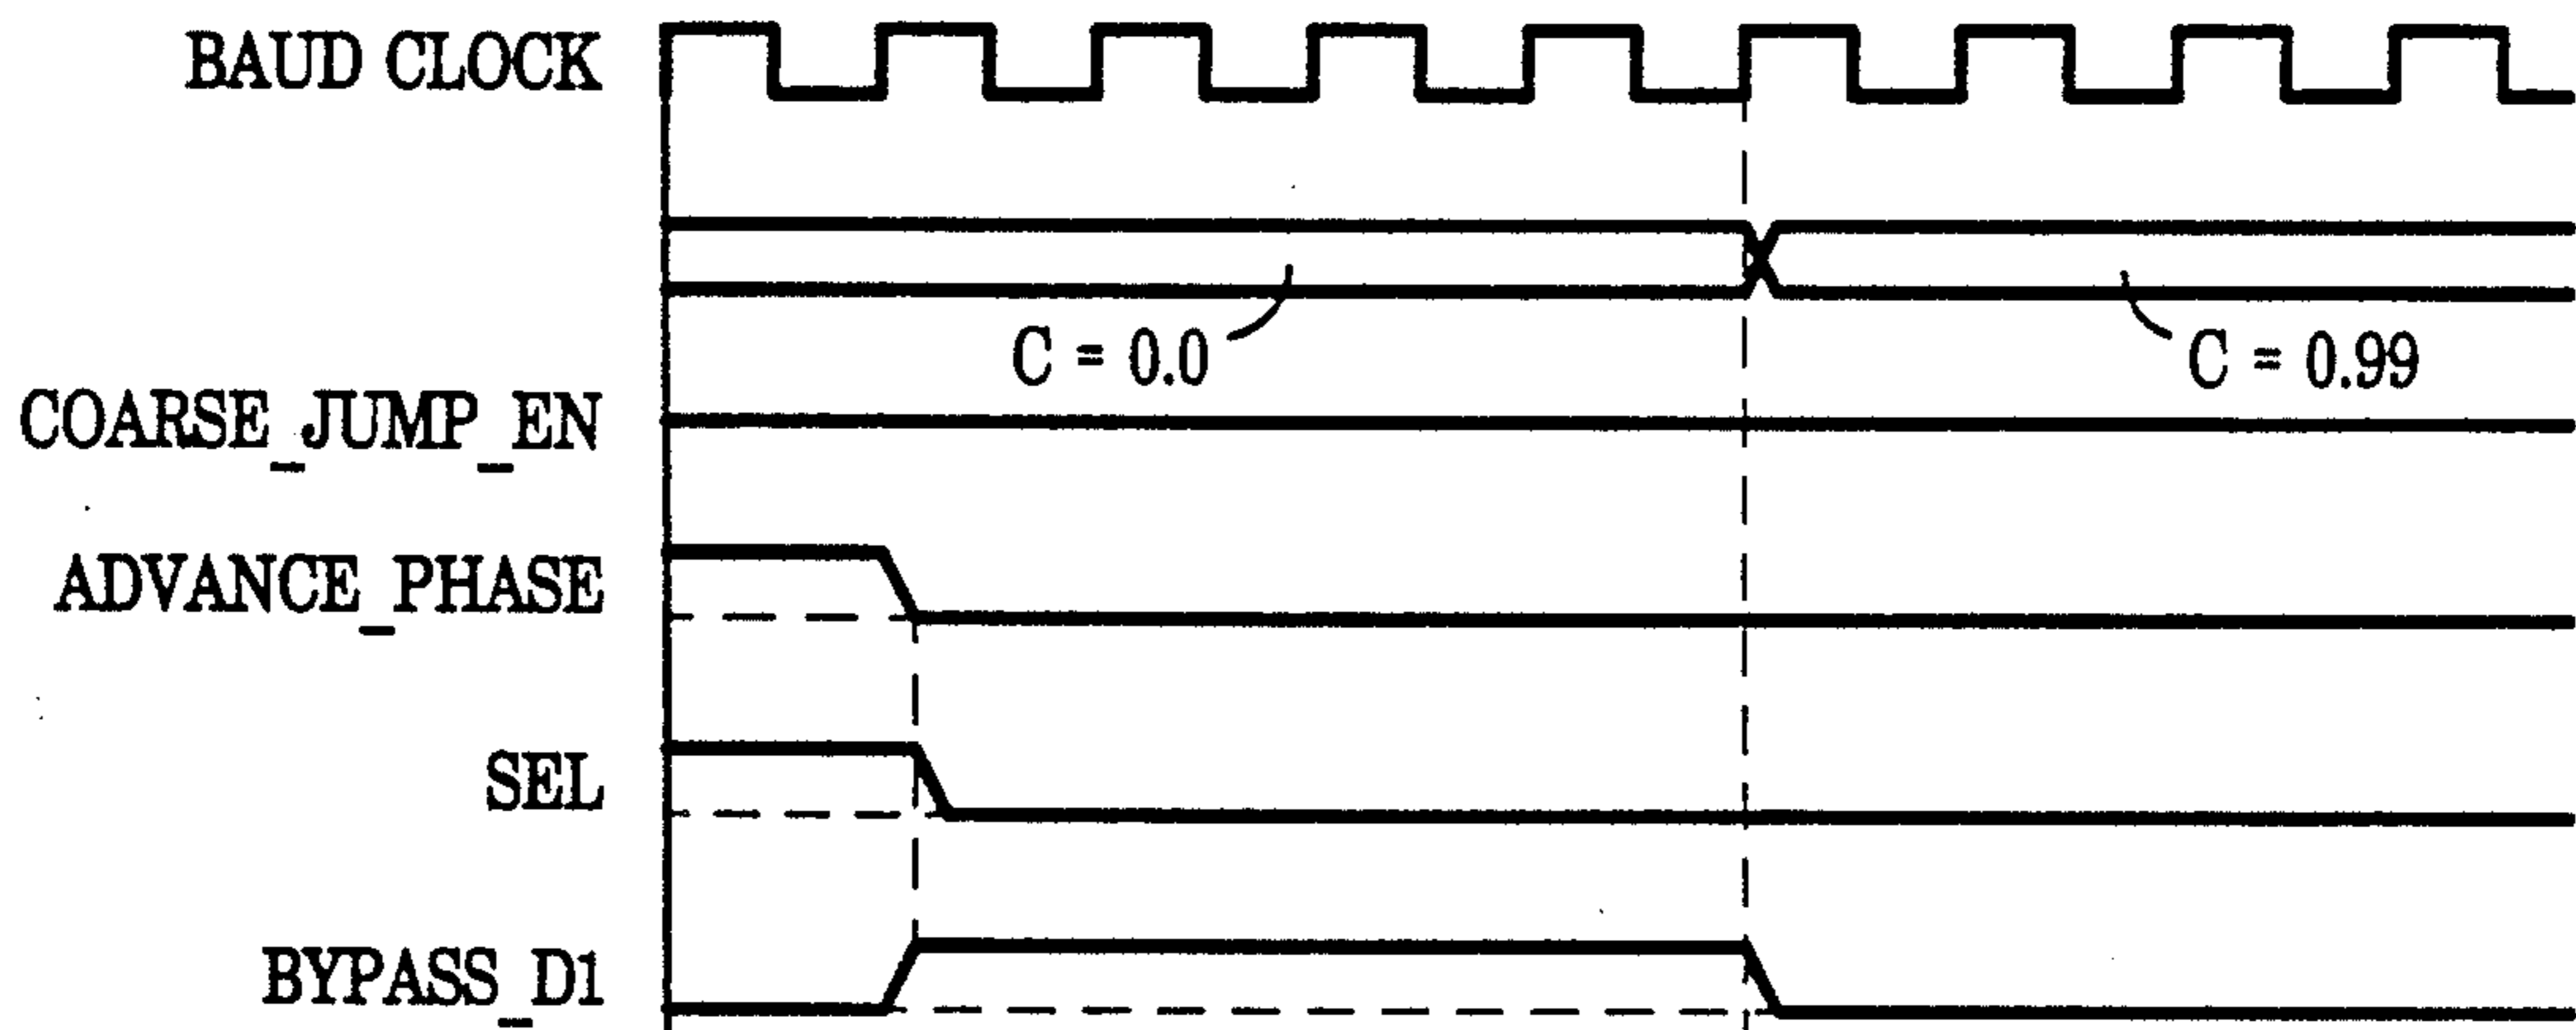 BAUD CLOCK
C = 0.0
C = 0.99
COARSE_JUMP_EN
ADVANCE_PHASE
SEL
BYPASS_D1